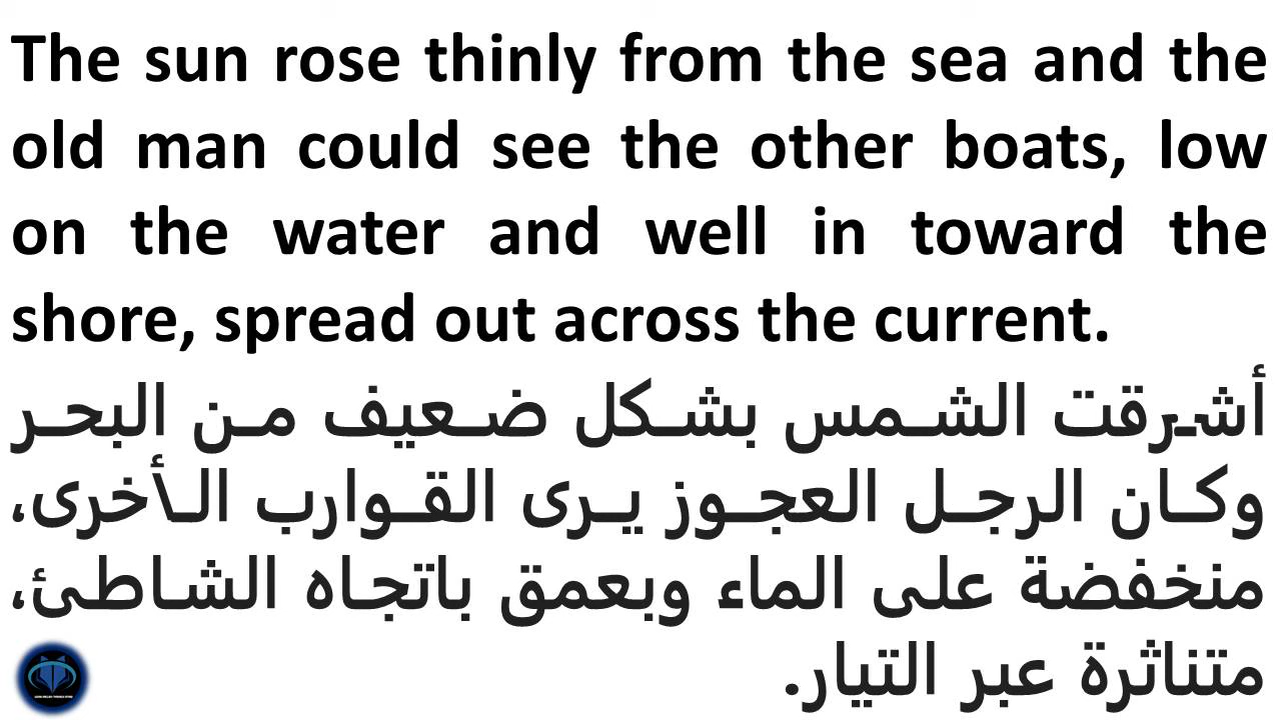 The sun rose thinly from the sea and the
old man could see the other boats, low
on the water and well in toward the
shore, spread out across the current.
أشرقت الشمس بشكل ضعيف من البحر
وكان الرجل العجوز يرى القوارب الأخرى،
منخفضة على الماء وبعمق باتجاه الشاطئ،
متناثرة عبر التيار.